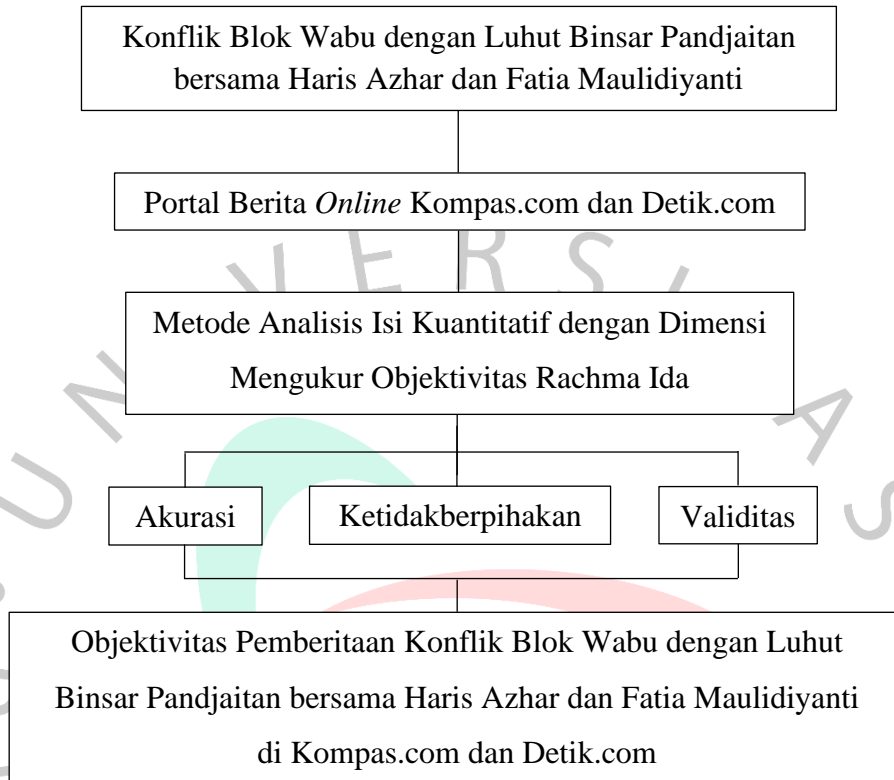 Konflik Blok Wabu dengan Luhut Binsar Pandjaitan
bersama Haris Azhar dan Fatia Maulidiyanti
Portal Berita Online Kompas.com dan Detik.com
Metode Analisis Isi Kuantitatif dengan Dimensi
Mengukur Objektivitas Rachma Ida
Akurasi
Ketidakberpihakan
Validitas
Objektivitas Pemberitaan Konflik Blok Wabu dengan Luhut
Binsar Pandjaitan bersama Haris Azhar dan Fatia Maulidiyanti
di Kompas.com dan Detik.com